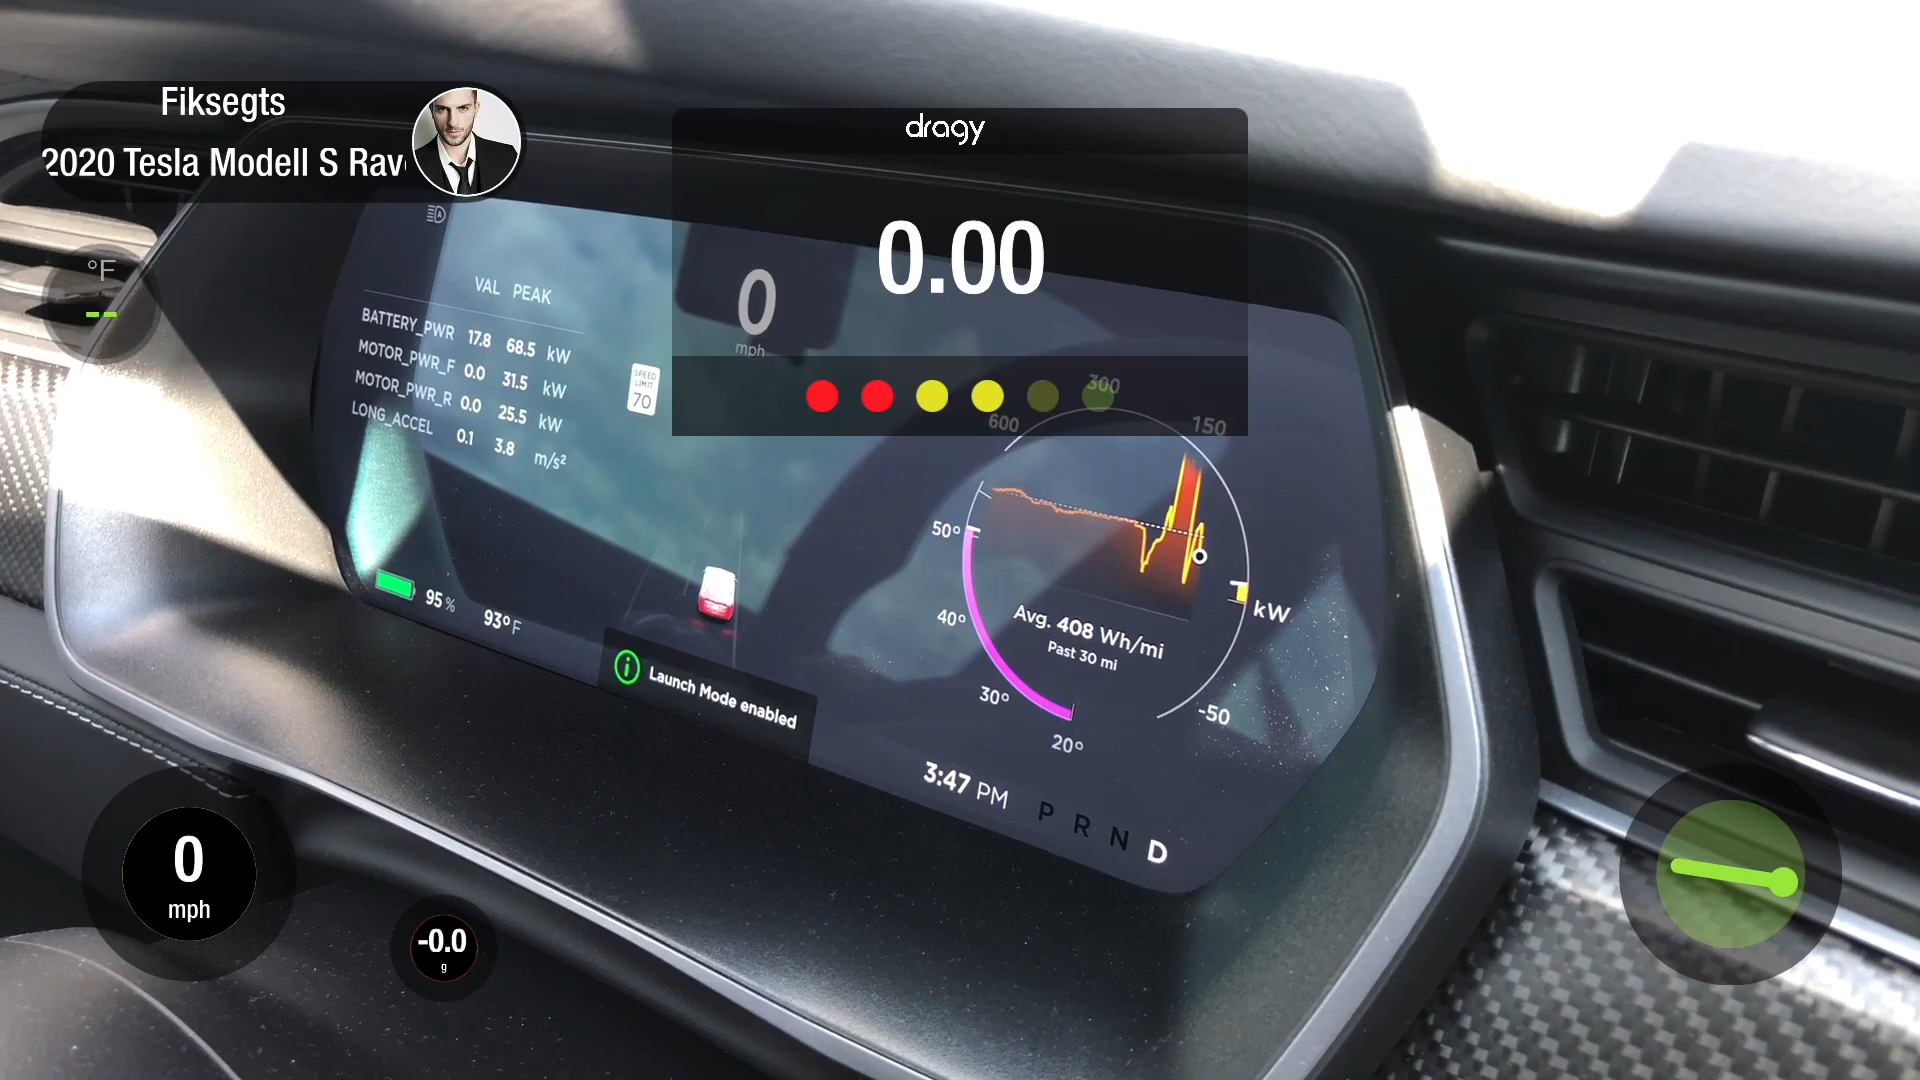 Fiksegts
2020 Tesla Modell S Rav
dragy
0.00
°F
--
VAL PEAK
BATTERY_PWR 17.8 68.5 kW
MOTOR_PWR_F 0.0 31.5 kW
MOTOR_PWR_R 0.0 25.5 kW
LONG_ACCEL 0.1 3.8 m/s²
0
mph
SPEED
LIMIT
70
300
600
150
50°
40°
30°
20°
kW
-50
Avg. 408 Wh/mi
Past 30 mi
95 %
93°F
Launch Mode enabled
3:47 PM
P R N D
0
mph
-0.0
g